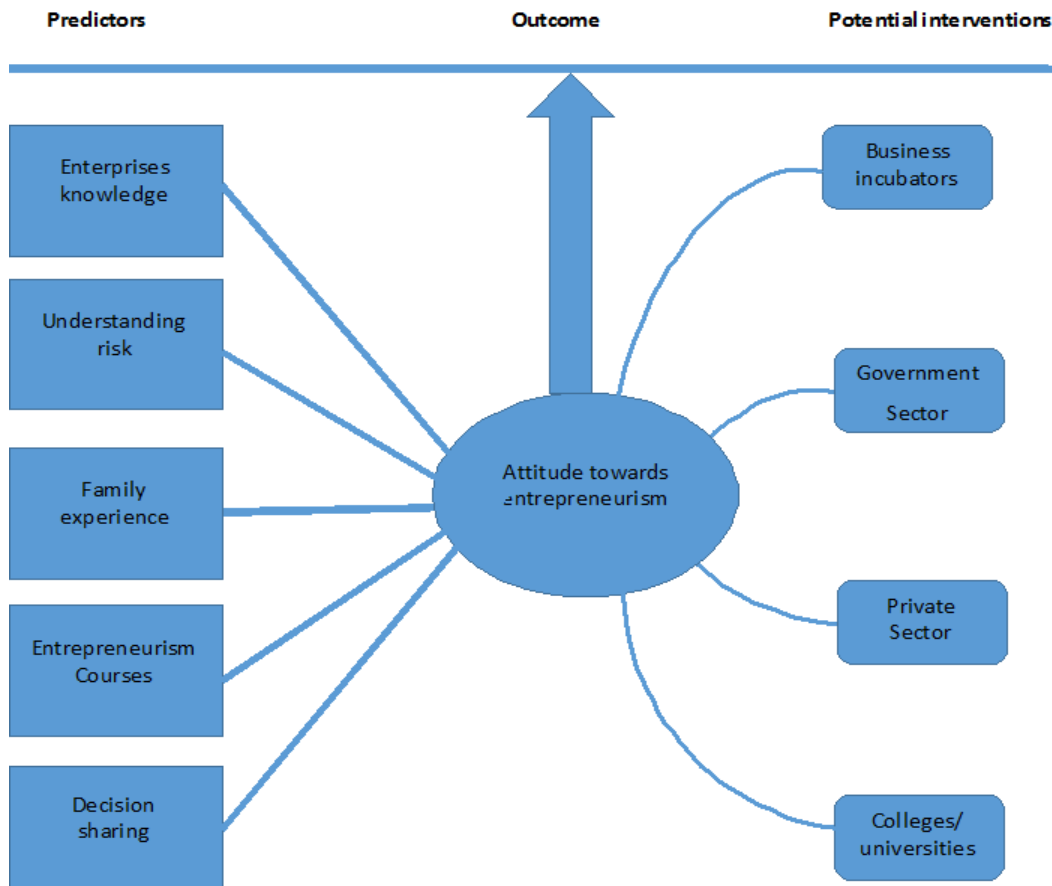 Predictors
Outcome
Potential interventions
Enterprises
knowledge
Understanding
risk
Family
experience
Entrepreneurism
Courses
Decision
sharing
Attitude towards
entrepreneurism
Business
incubators
Government
Sector
Private
Sector
Colleges/
universities